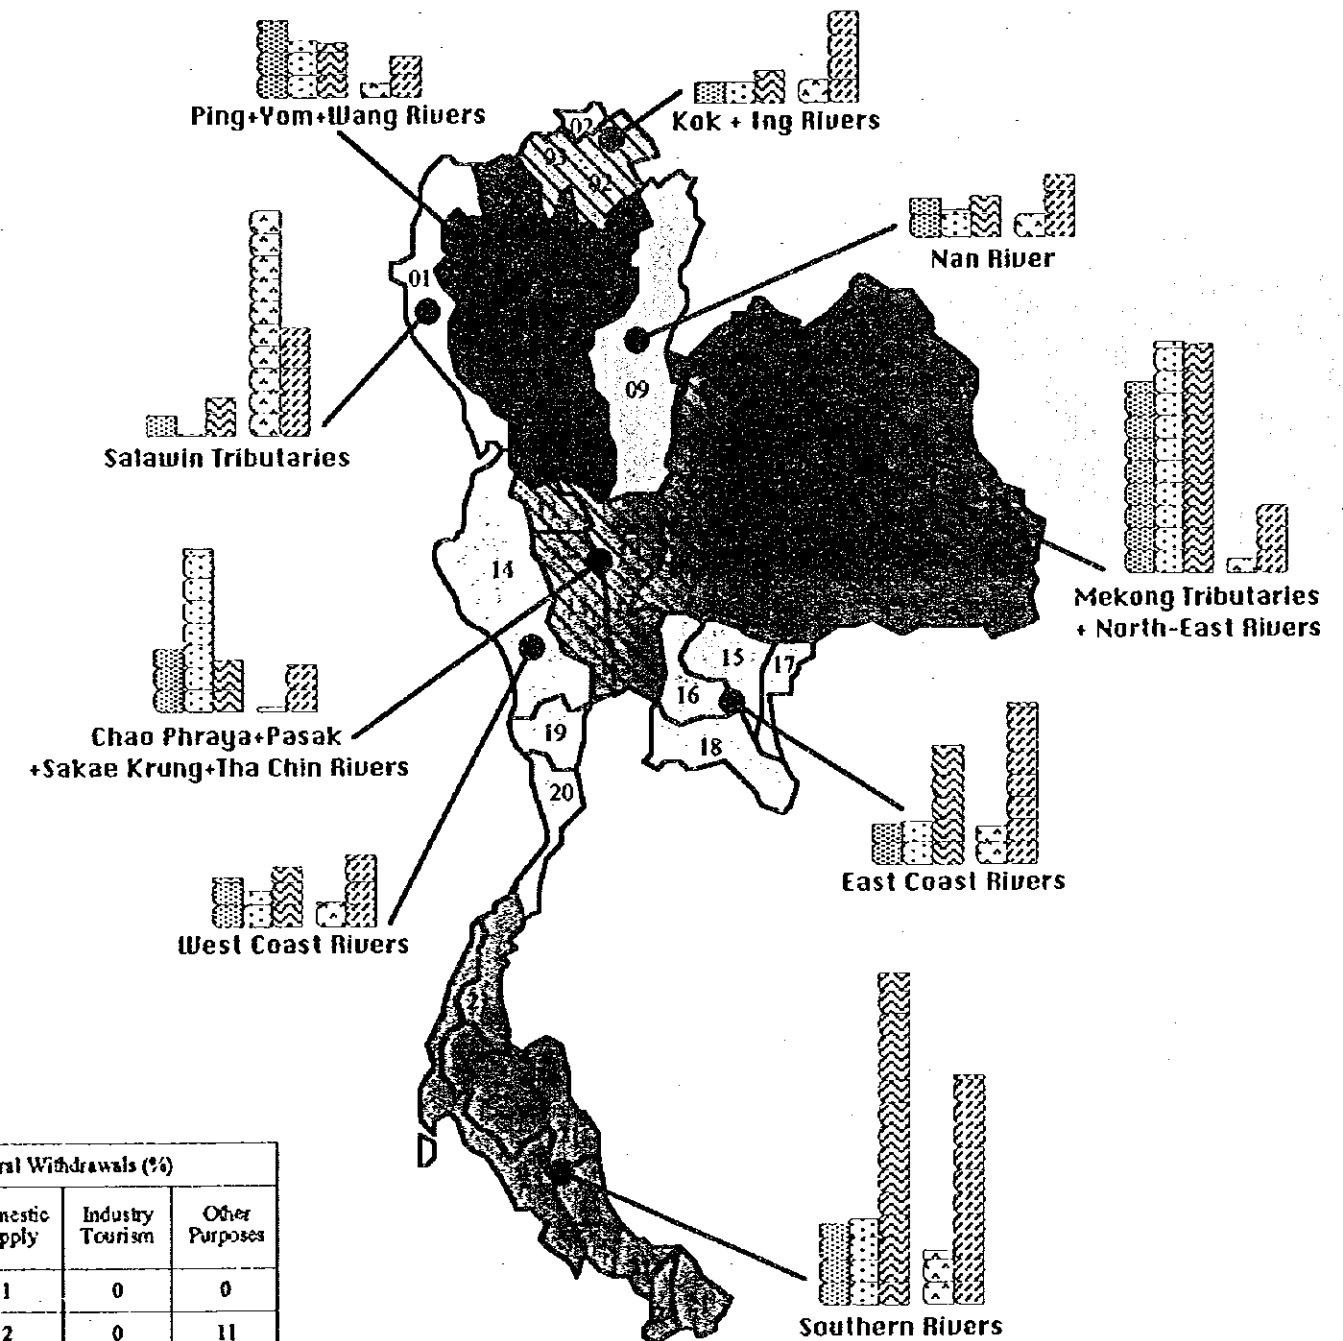 Ping+Yom+Wang Rivers
Kok + Ing Rivers
Nan River
Salawin Tributaries
Mekong Tributaries
+ North-East Rivers
Chao Phraya+Pasak
+Sakae Krung+Tha Chin Rivers
East Coast Rivers
West Coast Rivers
Southern Rivers
02
03
02
01
09
14
15
17
16
18
19
20
ral Withdrawals (%)
nestic
pply
Industry
Tourism
Other
Purposes
1 0 0
2 0 11